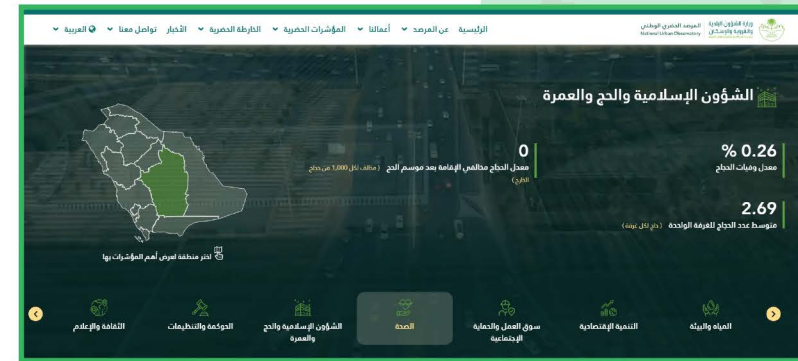 وزارة الشؤون البلدية
والقروية والإسكان
المرصد الحضري الوطني
National Urban Observatory
الرئيسية عن المرصد أعمالنا المؤشرات الحضرية الخارطة الحضرية الأخبار تواصل معنا العربية
الشؤون الإسلامية والحج والعمرة
0.26 %
معدل وفيات الحجاج
0
معدل الحجاج مخالفي الإقامة بعد موسم الحج ( مخالف لكل 1,000 من حجاج
الخارج )
2.69
متوسط عدد الحجاج للغرفة الواحدة ( حاج لكل غرفة )
اختر منطقة لعرض أهم المؤشرات بها
المياه والبيئة
التنمية الإقتصادية
سوق العمل والحماية
الإجتماعية
الصحة
الشؤون الإسلامية والحج
والعمرة
الحوكمة والتنظيمات
الثقافة والإعلام